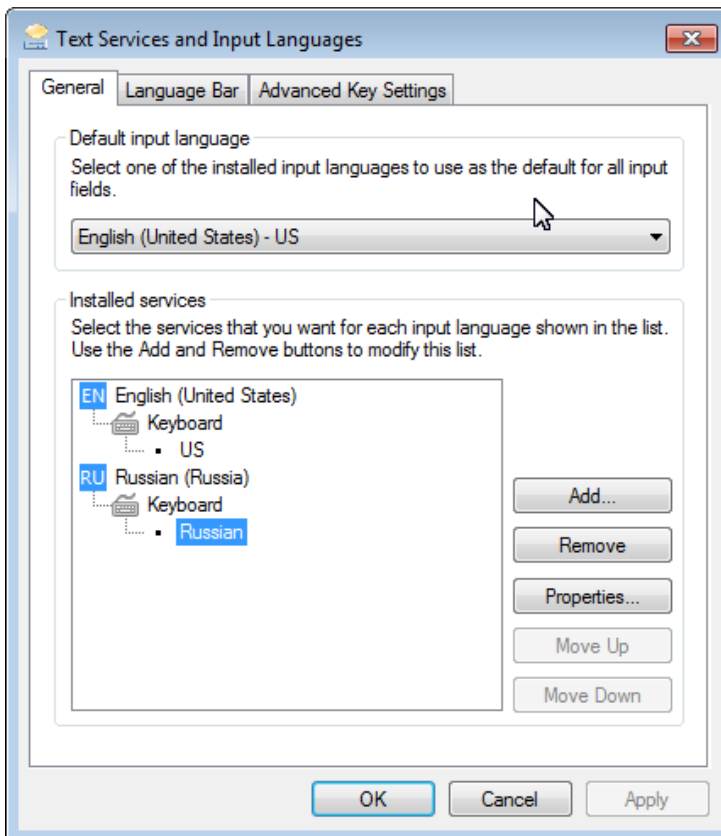 Text Services and Input Languages
General
Language Bar
Advanced Key Settings
Default input language
Select one of the installed input languages to use as the default for all input
fields.
English (United States) - US
Installed services
Select the services that you want for each input language shown in the list.
Use the Add and Remove buttons to modify this list.
EN English (United States)
Keyboard
US
RU Russian (Russia)
Keyboard
Russian
Add...
Remove
Properties...
Move Up
Move Down
OK
Cancel
Apply